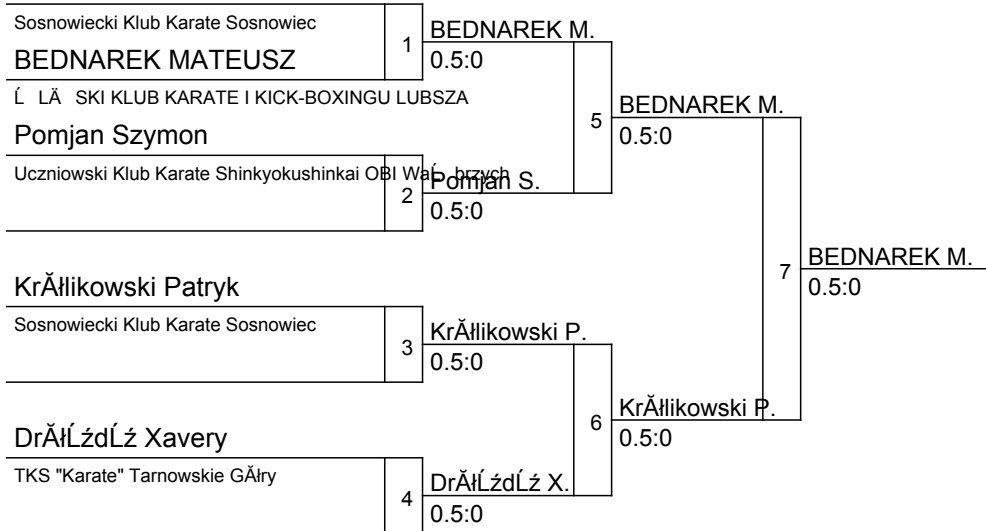 Sosnowiecki Klub Karate Sosnowiec
1
BEDNAREK M.
BEDNAREK MATEUSZ
0.5:0
Ĺ LÄ SKI KLUB KARATE I KICK-BOXINGU LUBSZA
5
BEDNAREK M.
0.5:0
Pomjan Szymon
Uczniowski Klub Karate Shinkyokushinkai OBI WaĹ brzych
2
Pomjan S.
0.5:0
7
BEDNAREK M.
0.5:0
KrĂłlikowski Patryk
Sosnowiecki Klub Karate Sosnowiec
3
KrĂłlikowski P.
0.5:0
6
KrĂłlikowski P.
0.5:0
DrĂłĹźdĹź Xavery
TKS "Karate" Tarnowskie GĂłry
4
DrĂłĹźdĹź X.
0.5:0